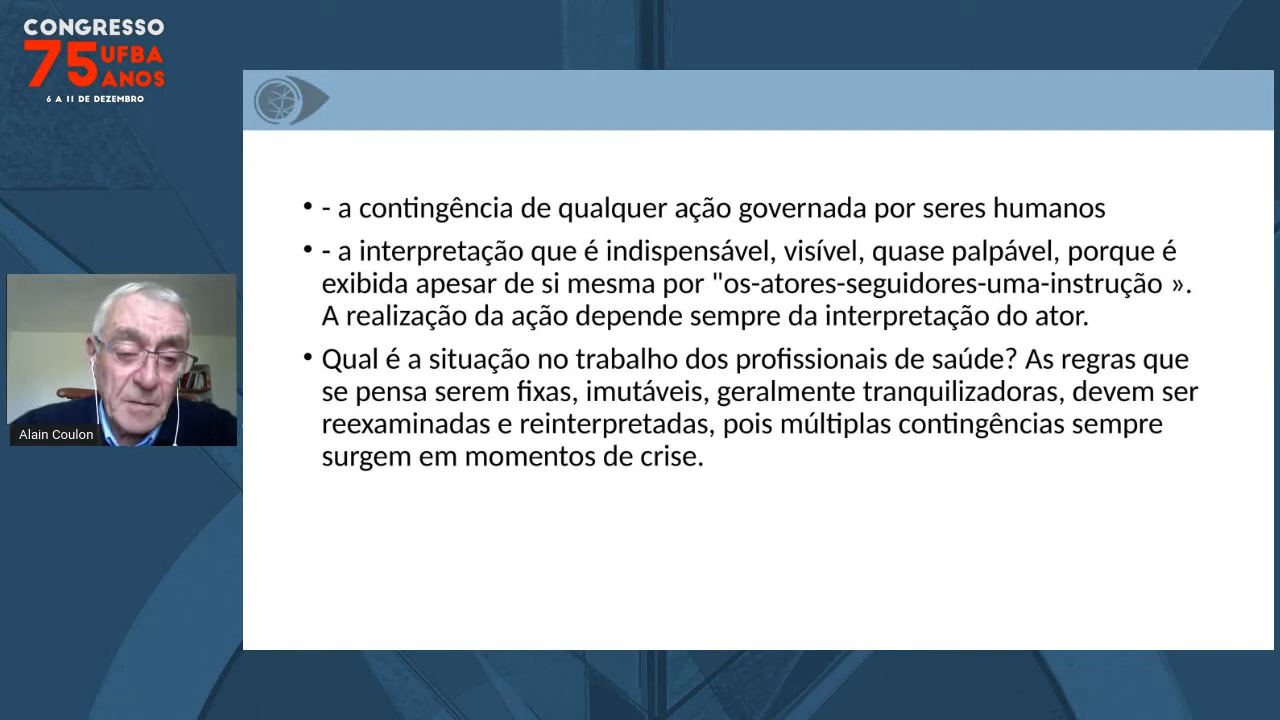 CONGRESSO
75 UFBA
ANOS
6 A 11 DE DEZEMBRO
• - a contingência de qualquer ação governada por seres humanos
• - a interpretação que é indispensável, visível, quase palpável, porque é
exibida apesar de si mesma por "os-atores-seguidores-uma-instrução ».
A realização da ação depende sempre da interpretação do ator.
• Qual é a situação no trabalho dos profissionais de saúde? As regras que
se pensa serem fixas, imutáveis, geralmente tranquilizadoras, devem ser
reexaminadas e reinterpretadas, pois múltiplas contingências sempre
surgem em momentos de crise.
Alain Coulon